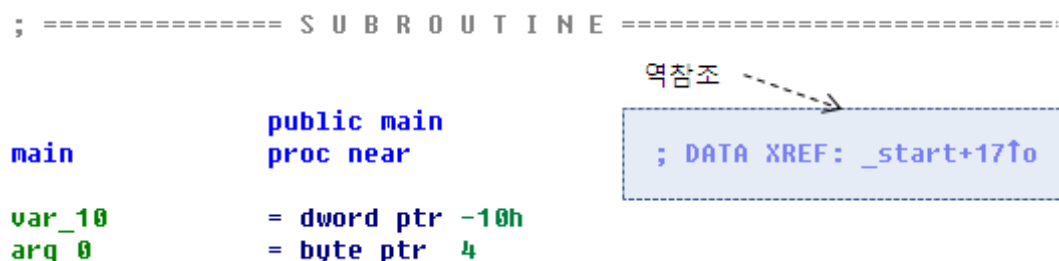 ; =============== S U B R O U T I N E =============================
역참조
public main
main proc near ; DATA XREF: _start+17↑o
var_10 = dword ptr -10h
arg_0 = byte ptr 4